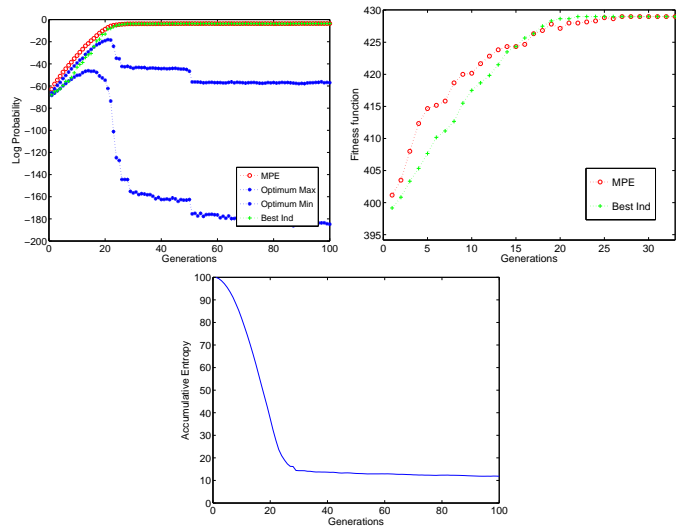 0
−20
−40
−60
−80
−100
−120
−140
−160
−180
−200
Log Probability
0 20 40 60 80 100
Generations
MPE
Optimum Max
Optimum Min
Best Ind
430
425
420
415
410
405
400
395
Fitness function
0 5 10 15 20 25 30
Generations
MPE
Best Ind
100
90
80
70
60
50
40
30
20
10
0
Accumulative Entropy
0 20 40 60 80 100
Generations